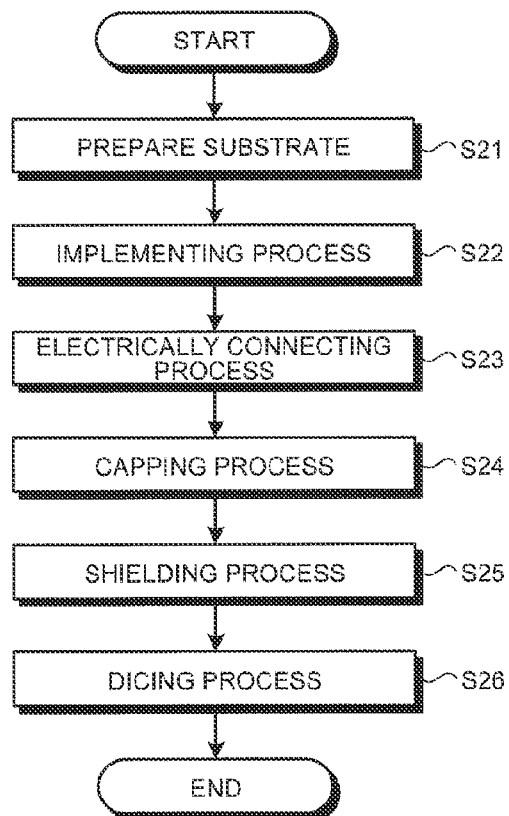 START
PREPARE SUBSTRATE S21
IMPLEMENTING PROCESS S22
ELECTRICALLY CONNECTING
PROCESS S23
CAPPING PROCESS S24
SHIELDING PROCESS S25
DICING PROCESS S26
END